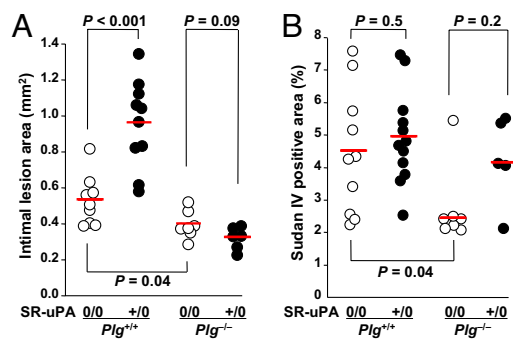 A
P < 0.001
P = 0.09
Intimal lesion area (mm²)
1.4
1.2
1.0
0.8
0.6
0.4
0.2
0.0
P = 0.04
SR-uPA 0/0 +/0 0/0 +/0
Plg+/+ Plg–/–
B
P = 0.5
P = 0.2
Sudan IV positive area (%)
8
7
6
5
4
3
2
1
0
P = 0.04
SR-uPA 0/0 +/0 0/0 +/0
Plg+/+ Plg–/–